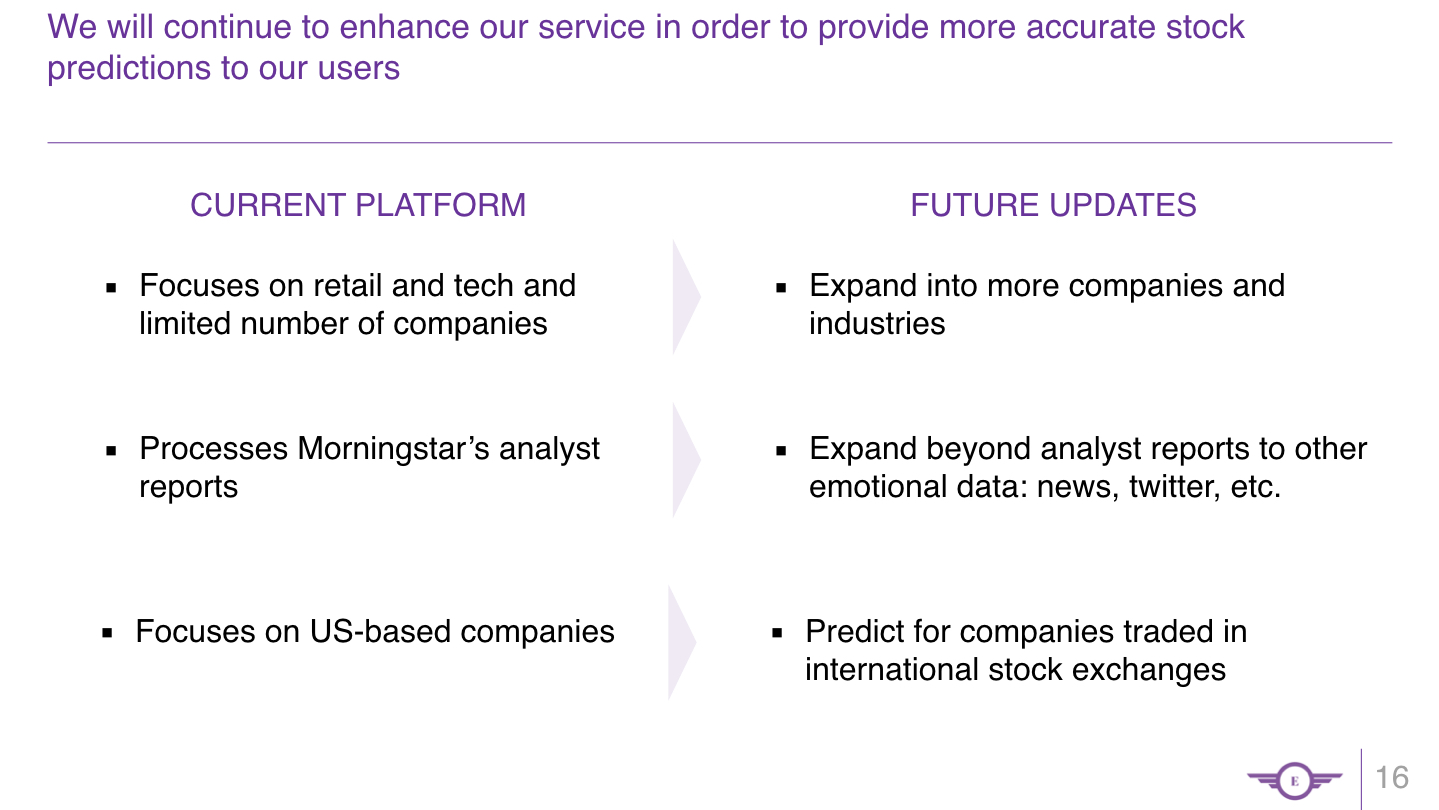 We will continue to enhance our service in order to provide more accurate stock
predictions to our users
CURRENT PLATFORM
FUTURE UPDATES
▪ Focuses on retail and tech and
limited number of companies
▪ Expand into more companies and
industries
▪ Processes Morningstar’s analyst
reports
▪ Expand beyond analyst reports to other
emotional data: news, twitter, etc.
▪ Focuses on US-based companies
▪ Predict for companies traded in
international stock exchanges
E
16